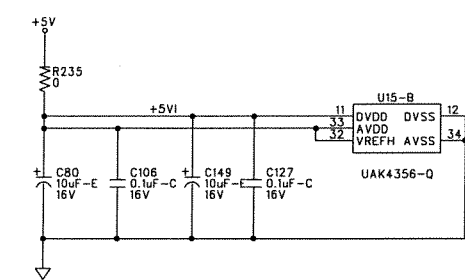 +5V
R235
0
+5VI
U15-B
11 DVDD DVSS 12
33 AVDD
32 VREFH AVSS 34
UAK4356-Q
+ C80
10uF-E
16V
C106
0.1uF-C
16V
+ C149
10uF-E
16V
C127
0.1uF-C
16V